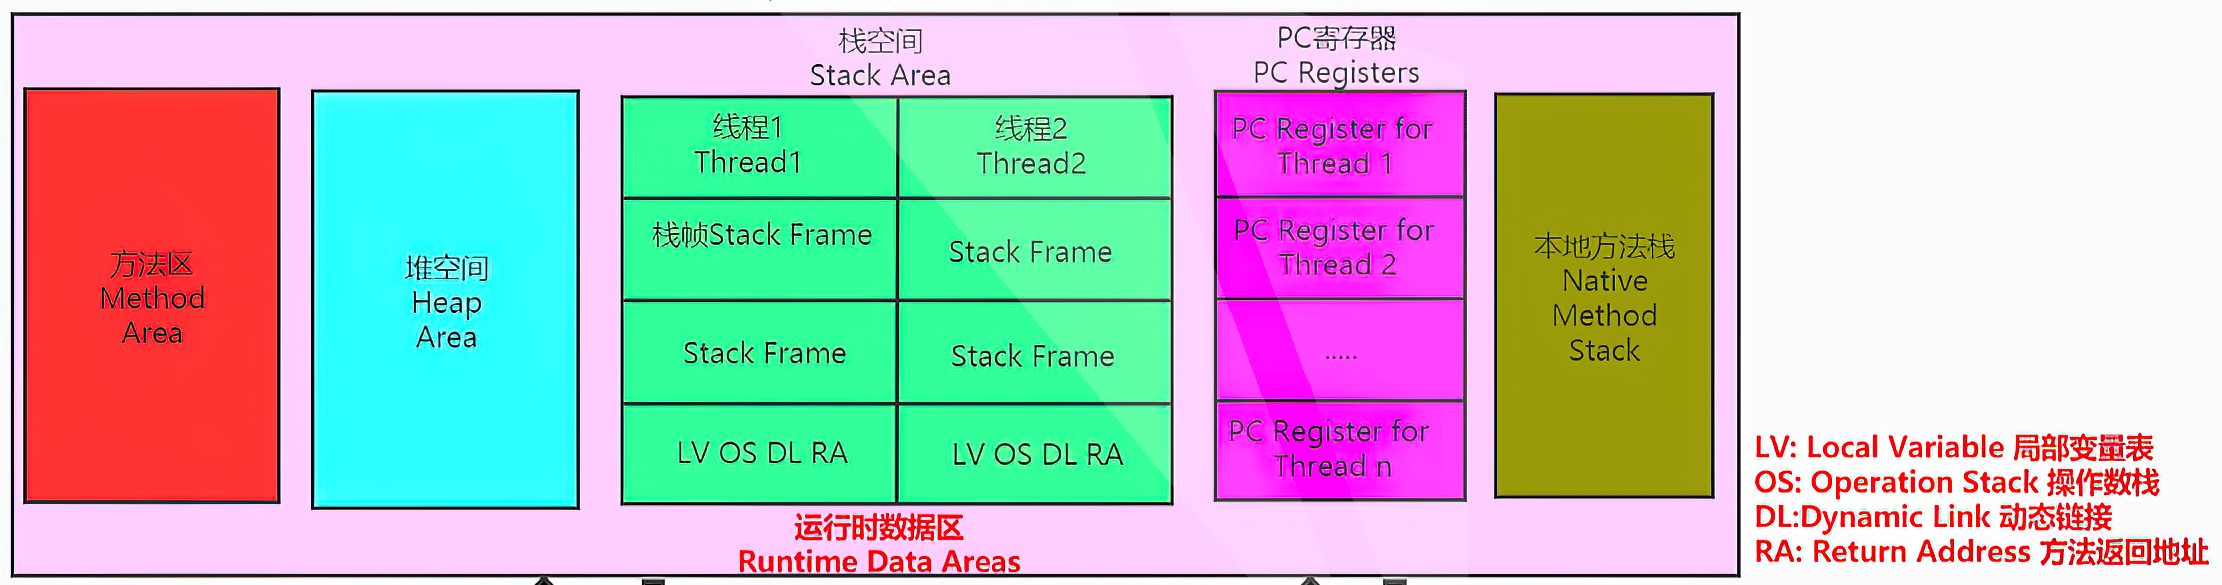 方法区
Method
Area
堆空间
Heap
Area
栈空间
Stack Area
线程1
Thread1
线程2
Thread2
栈帧Stack Frame
Stack Frame
Stack Frame
Stack Frame
LV OS DL RA
LV OS DL RA
PC寄存器
PC Registers
PC Register for
Thread 1
PC Register for
Thread 2
.....
PC Register for
Thread n
本地方法栈
Native
Method
Stack
运行时数据区
Runtime Data Areas
LV: Local Variable 局部变量表
OS: Operation Stack 操作数栈
DL:Dynamic Link 动态链接
RA: Return Address 方法返回地址